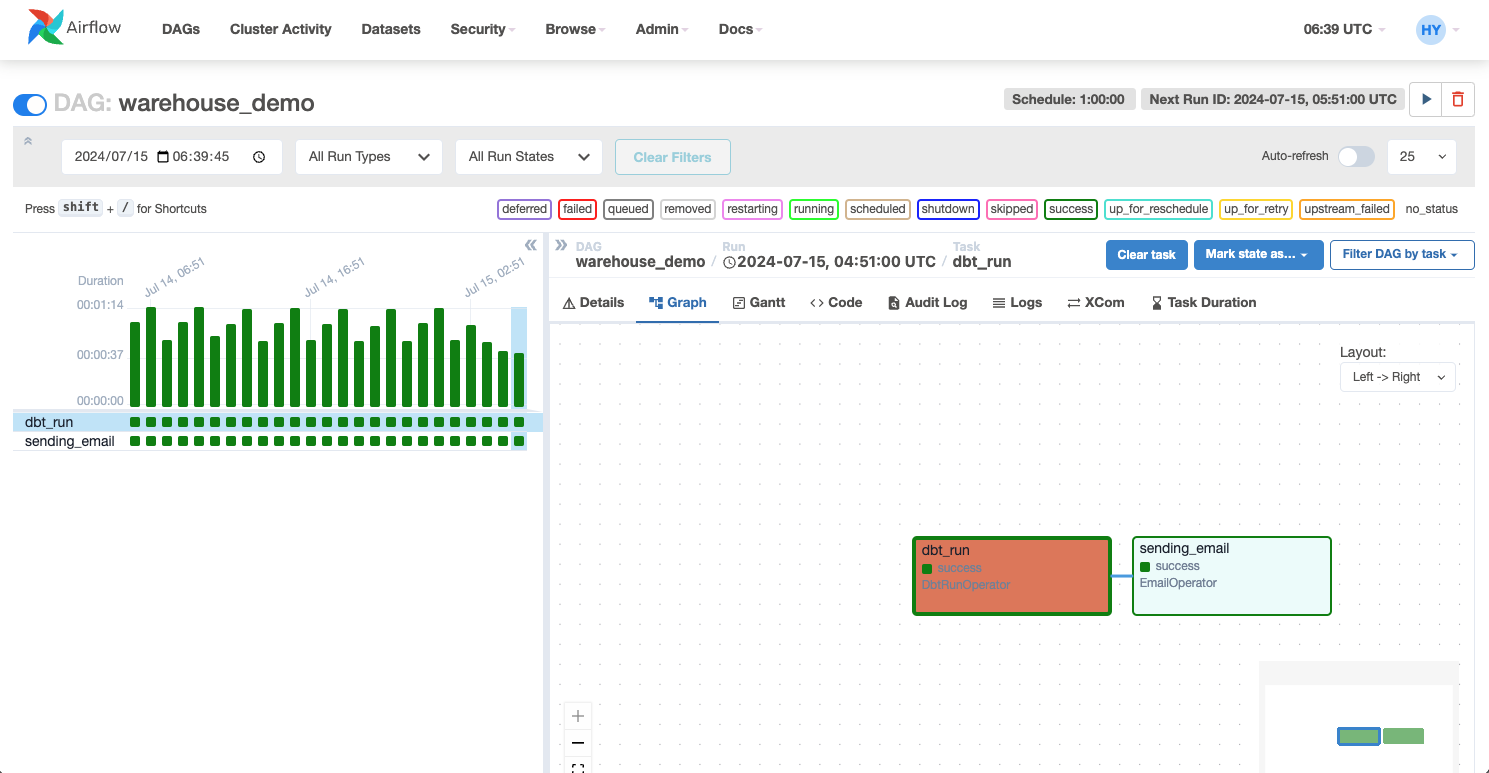 Airflow DAGs Cluster Activity Datasets Security Browse Admin Docs 06:39 UTC HY
DAG: warehouse_demo Schedule: 1:00:00 Next Run ID: 2024-07-15, 05:51:00 UTC
2024/07/15 06:39:45 All Run Types All Run States Clear Filters Auto-refresh 25
Press shift + / for Shortcuts deferred failed queued removed restarting running scheduled shutdown skipped success up_for_reschedule up_for_retry upstream_failed no_status
DAG Run Task
warehouse_demo / 2024-07-15, 04:51:00 UTC / dbt_run Clear task Mark state as... Filter DAG by task
Details Graph Gantt Code Audit Log Logs XCom Task Duration
Jul 14, 06:51 Jul 14, 16:51 Jul 15, 02:51
Duration
00:01:14
00:00:37
00:00:00
dbt_run
sending_email
Layout:
Left -> Right
dbt_run
success
DbtRunOperator
sending_email
success
EmailOperator